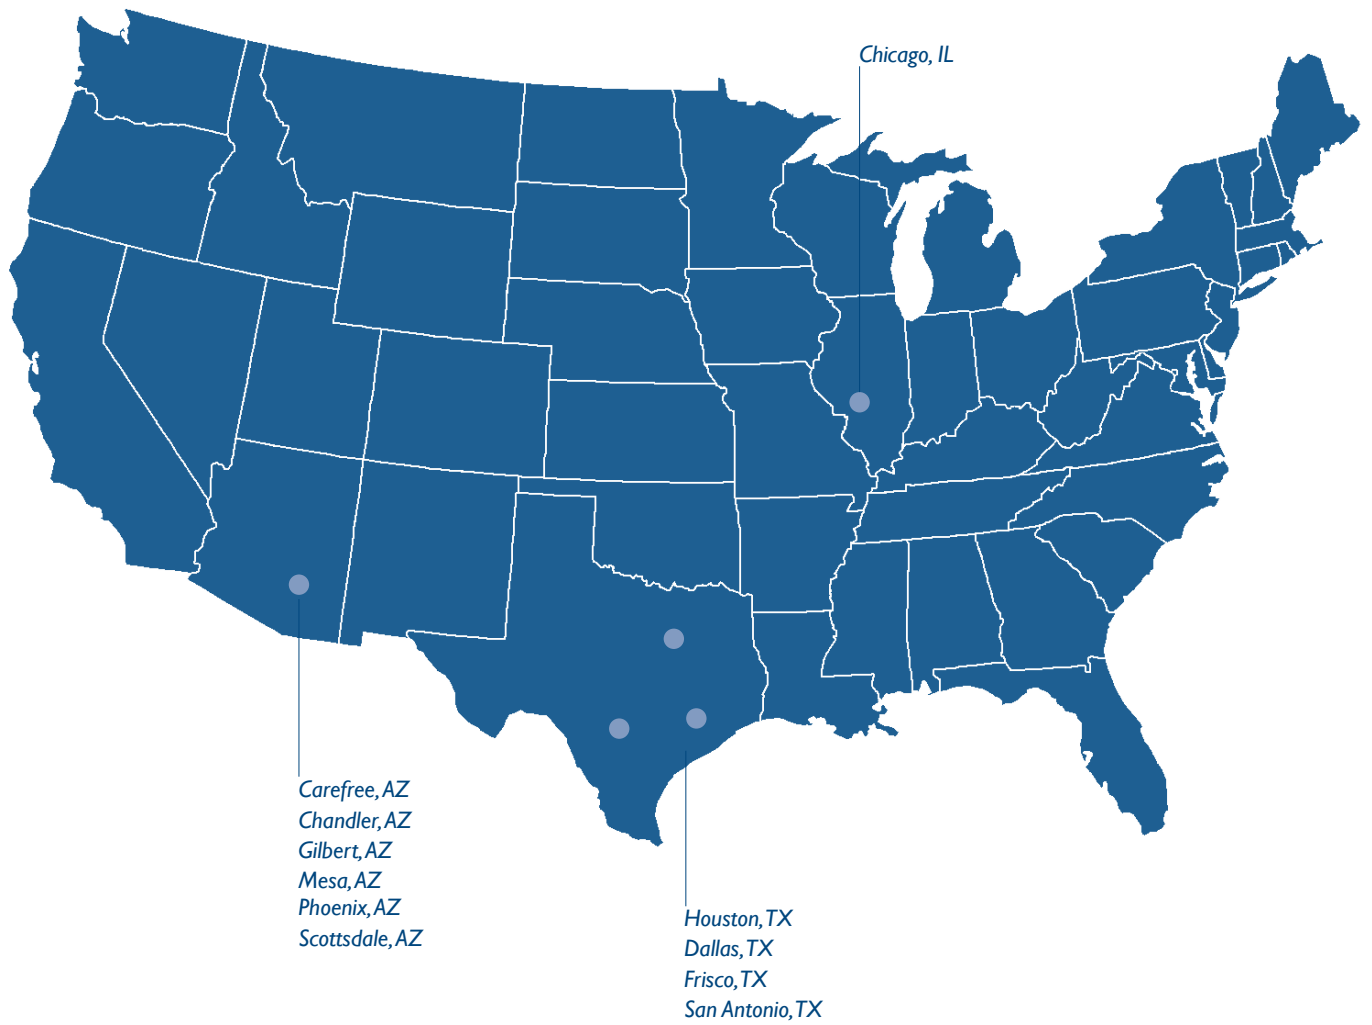 Chicago, IL
Carefree, AZ
Chandler, AZ
Gilbert, AZ
Mesa, AZ
Phoenix, AZ
Scottsdale, AZ
Houston, TX
Dallas, TX
Frisco, TX
San Antonio, TX